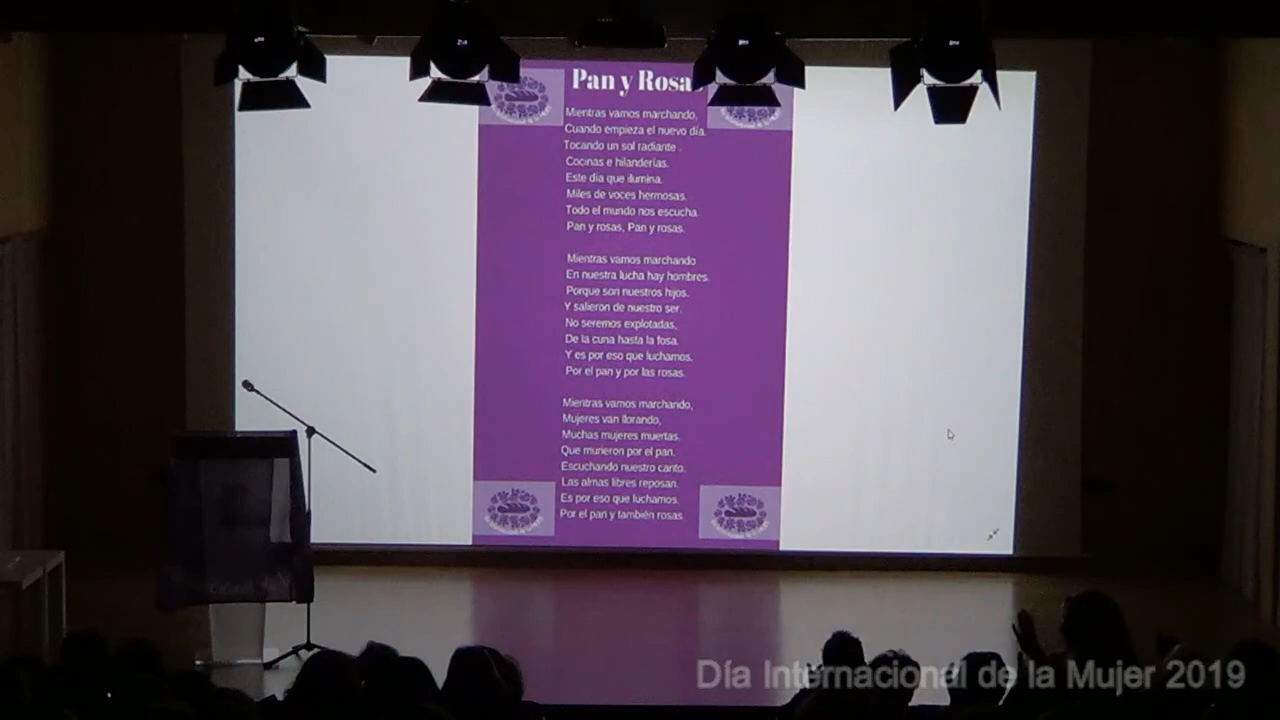 Pan y Rosa
Mientras vamos marchando,
Cuando empieza el nuevo día.
Tocando un sol radiante .
Cocinas e hilanderías.
Este día que ilumina.
Miles de voces hermosas.
Todo el mundo nos escucha.
Pan y rosas, Pan y rosas.
Mientras vamos marchando
En nuestra lucha hay hombres.
Porque son nuestros hijos.
Y salieron de nuestro ser.
No seremos explotadas,
De la cuna hasta la fosa.
Y es por eso que luchamos.
Por el pan y por las rosas.
Mientras vamos marchando,
Mujeres van llorando,
Muchas mujeres muertas.
Que murieron por el pan.
Escuchando nuestro canto.
Las almas libres reposan.
Es por eso que luchamos.
Por el pan y también rosas.
Día Internacional de la Mujer 2019